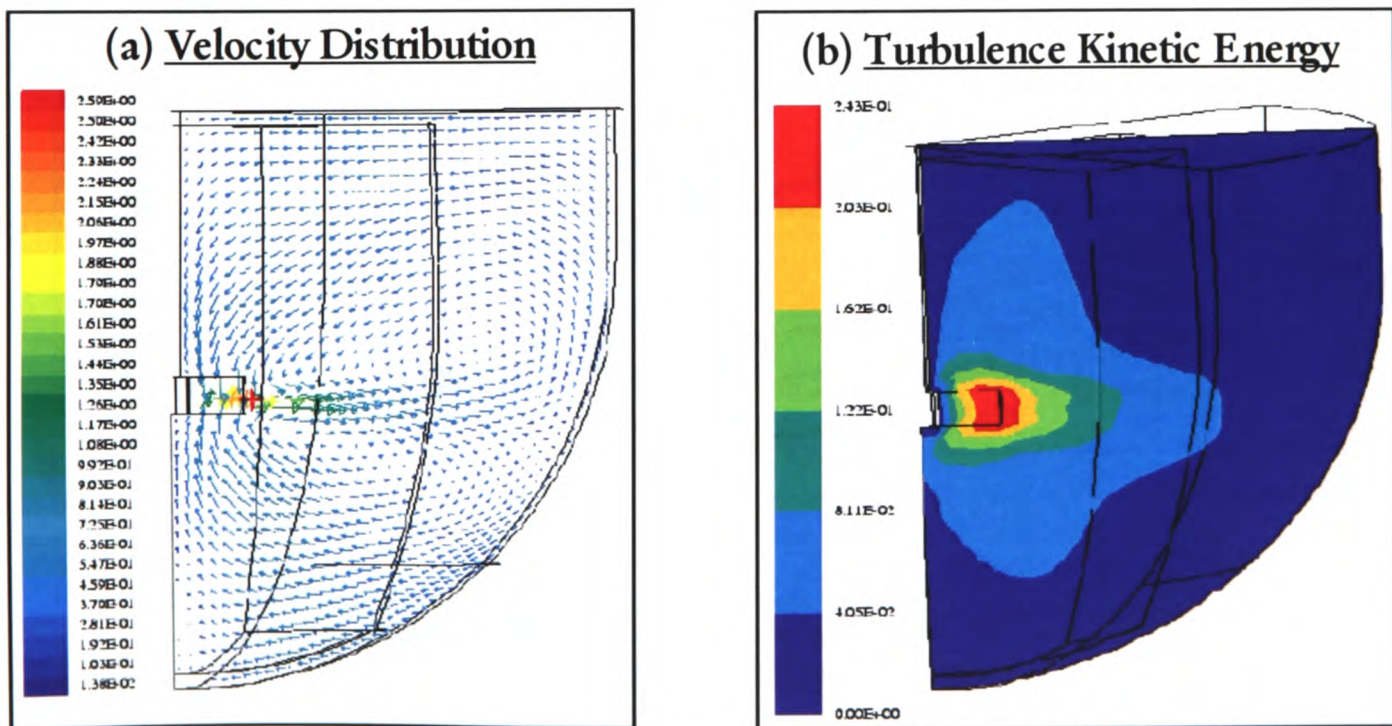 (a) Velocity Distribution
2.59E+00
2.50E+00
2.42E+00
2.33E+00
2.24E+00
2.15E+00
2.06E+00
1.97E+00
1.88E+00
1.79E+00
1.70E+00
1.61E+00
1.53E+00
1.44E+00
1.35E+00
1.26E+00
1.17E+00
1.08E+00
9.92E-01
9.03E-01
8.14E-01
7.25E-01
6.36E-01
5.47E-01
4.59E-01
3.70E-01
2.81E-01
1.92E-01
1.03E-01
1.38E-02
(b) Turbulence Kinetic Energy
2.43E-01
2.03E-01
1.62E-01
1.22E-01
8.11E-02
4.05E-02
0.00E+00